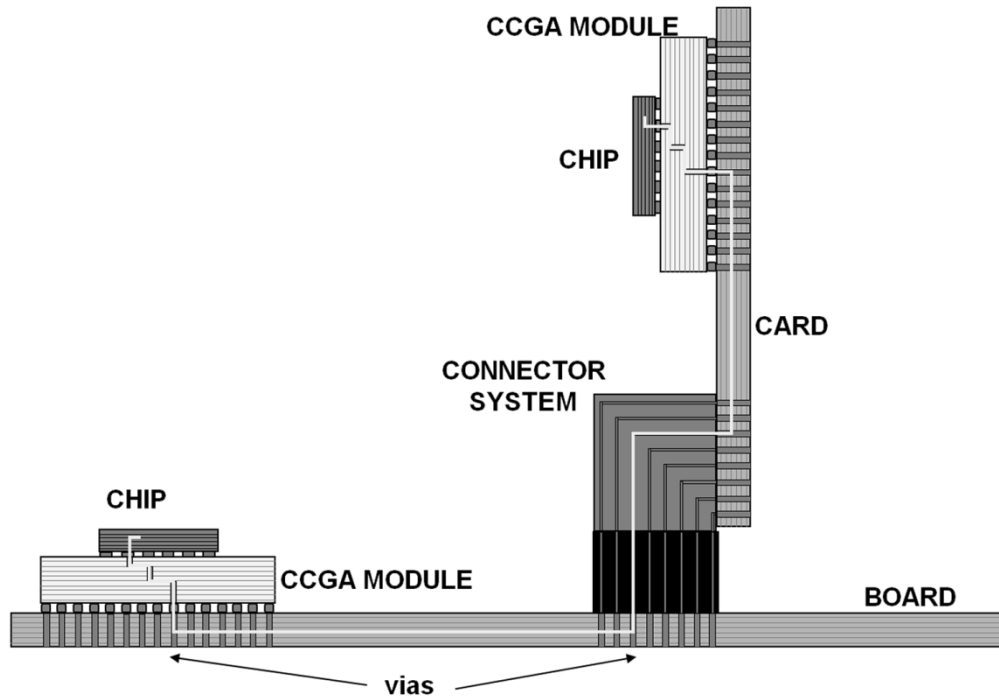 CCGA MODULE
CHIP
CARD
CONNECTOR
SYSTEM
CHIP
CCGA MODULE
BOARD
vias